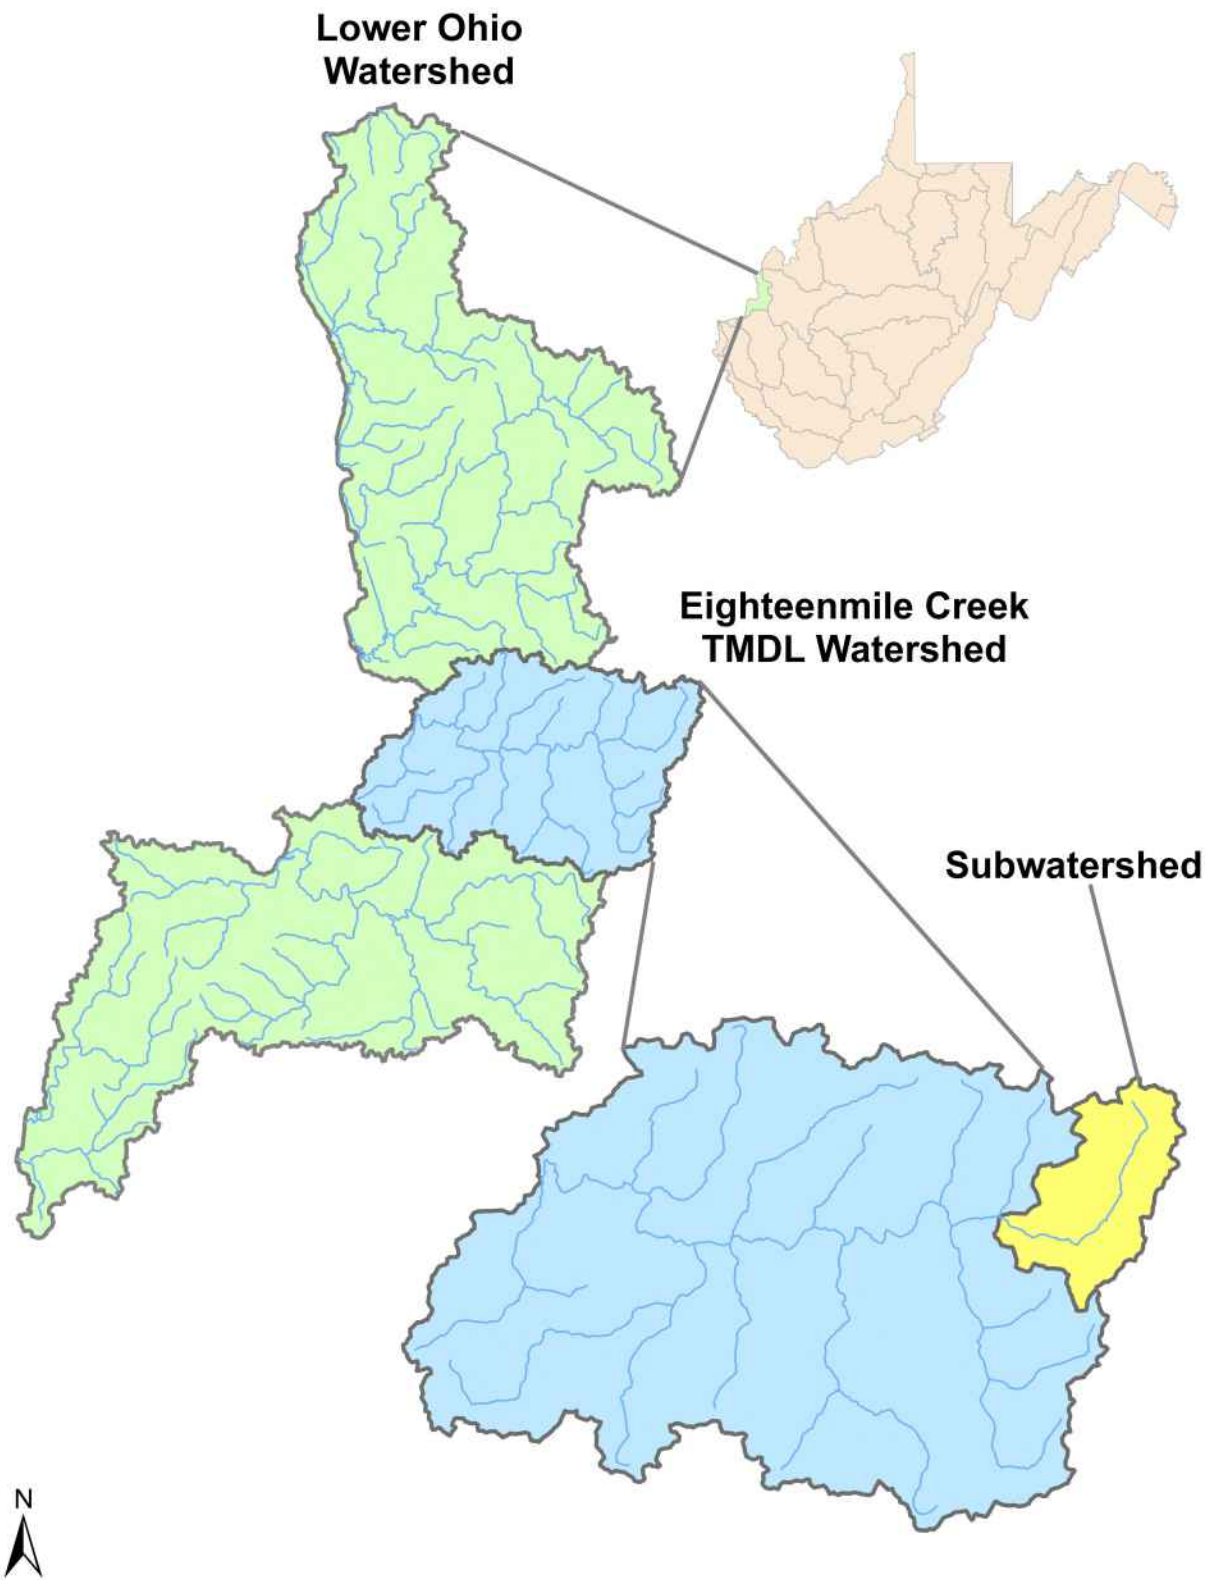 Lower Ohio
Watershed
Eighteenmile Creek
TMDL Watershed
Subwatershed
N